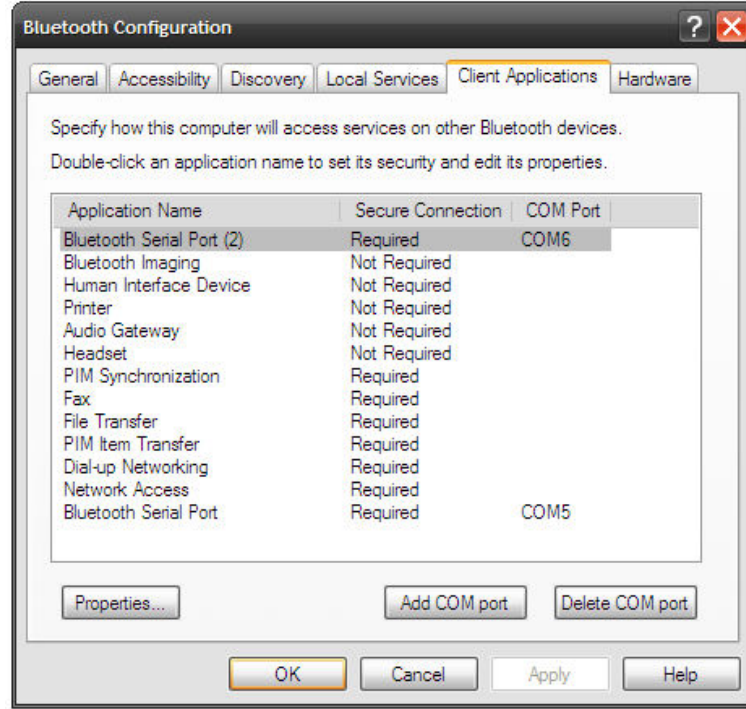 Bluetooth Configuration
General Accessibility Discovery Local Services Client Applications Hardware
Specify how this computer will access services on other Bluetooth devices.
Double-click an application name to set its security and edit its properties.
Application Name Secure Connection COM Port
Bluetooth Serial Port (2) Required COM6
Bluetooth Imaging Not Required
Human Interface Device Not Required
Printer Not Required
Audio Gateway Not Required
Headset Not Required
PIM Synchronization Required
Fax Required
File Transfer Required
PIM Item Transfer Required
Dial-up Networking Required
Network Access Required
Bluetooth Serial Port Required COM5
Properties... Add COM port Delete COM port
OK Cancel Apply Help